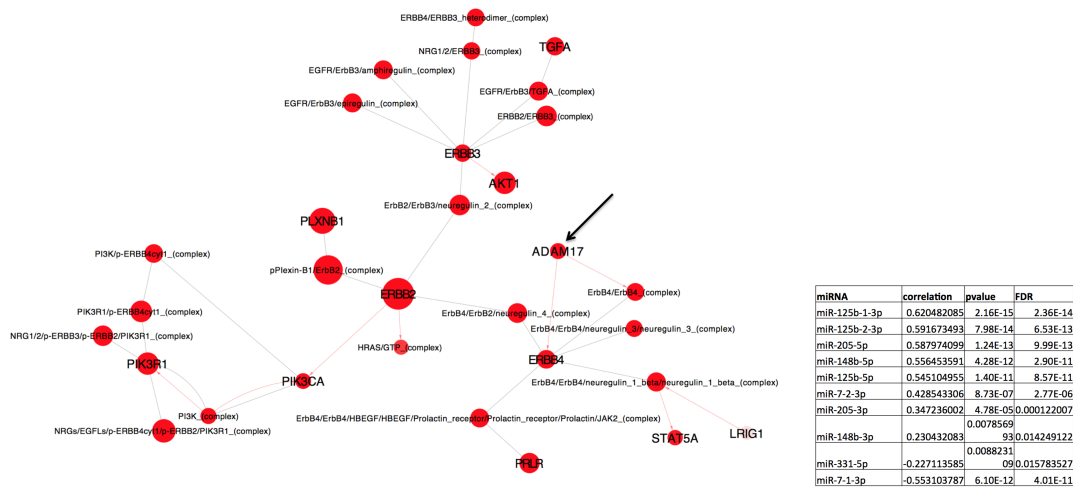 ERBB4/ERBB3_heterodimer_(complex)
NRG1/2/ERBB3_(complex)
TGFA
EGFR/ErbB3/amphiregulin_(complex)
EGFR/ErbB3/TGFA_(complex)
EGFR/ErbB3/epiregulin_(complex)
ERBB2/ERBB3_(complex)
ERBB3
AKT1
ErbB2/ErbB3/neuregulin_2_(complex)
PLXNB1
ADAM17
PI3K/p-ERBB4cyt1_(complex)
pPlexin-B1/ErbB2_(complex)
ERBB2
ErbB4/ErbB4_(complex)
PIK3R1/p-ERBB4cyt1_(complex)
ErbB4/ErbB2/neuregulin_4_(complex)
NRG1/2/p-ERBB3/p-ERBB2/PIK3R1_(complex)
ErbB4/ErbB4/neuregulin_3/neuregulin_3_(complex)
HRAS/GTP_(complex)
ERBB4
PIK3R1
PIK3CA
ErbB4/ErbB4/neuregulin_1_beta/neuregulin_1_beta_(complex)
PI3K_(complex)
ErbB4/ErbB4/HBEGF/HBEGF/Prolactin_receptor/Prolactin_receptor/Prolactin/JAK2_(complex)
NRGs/EGFLs/p-ERBB4cyt1/p-ERBB2/PIK3R1_(complex)
STAT5A
LRIG1
PRLR
miRNA correlation pvalue FDR
miR-125b-1-3p 0.620482085 2.16E-15 2.36E-14
miR-125b-2-3p 0.591673493 7.98E-14 6.53E-13
miR-205-5p 0.587974099 1.24E-13 9.99E-13
miR-148b-5p 0.556453591 4.28E-12 2.90E-11
miR-125b-5p 0.545104955 1.40E-11 8.57E-11
miR-7-2-3p 0.428543306 8.73E-07 2.77E-06
miR-205-3p 0.347236002 4.78E-05 0.000122007
0.0078569
miR-148b-3p 0.230432083 93 0.014249122
0.0088231
miR-331-5p -0.227113585 09 0.015783527
miR-7-1-3p -0.553103787 6.10E-12 4.01E-11